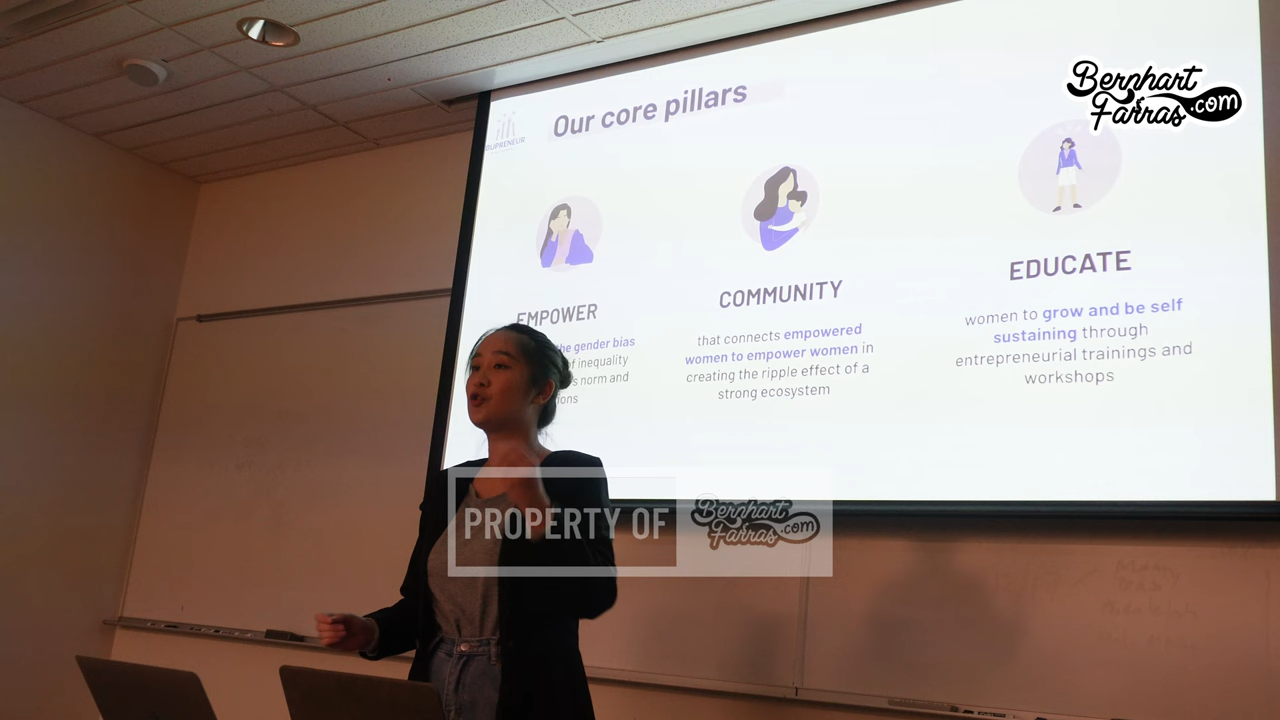 Our core pillars
EMPOWER
the gender bias
of inequality
norm and
COMMUNITY
that connects empowered
women to empower women in
creating the ripple effect of a
strong ecosystem
EDUCATE
women to grow and be self
sustaining through
entrepreneurial trainings and
workshops
Bernhart
Farras.com
PROPERTY OF
Bernhart
Farras.com